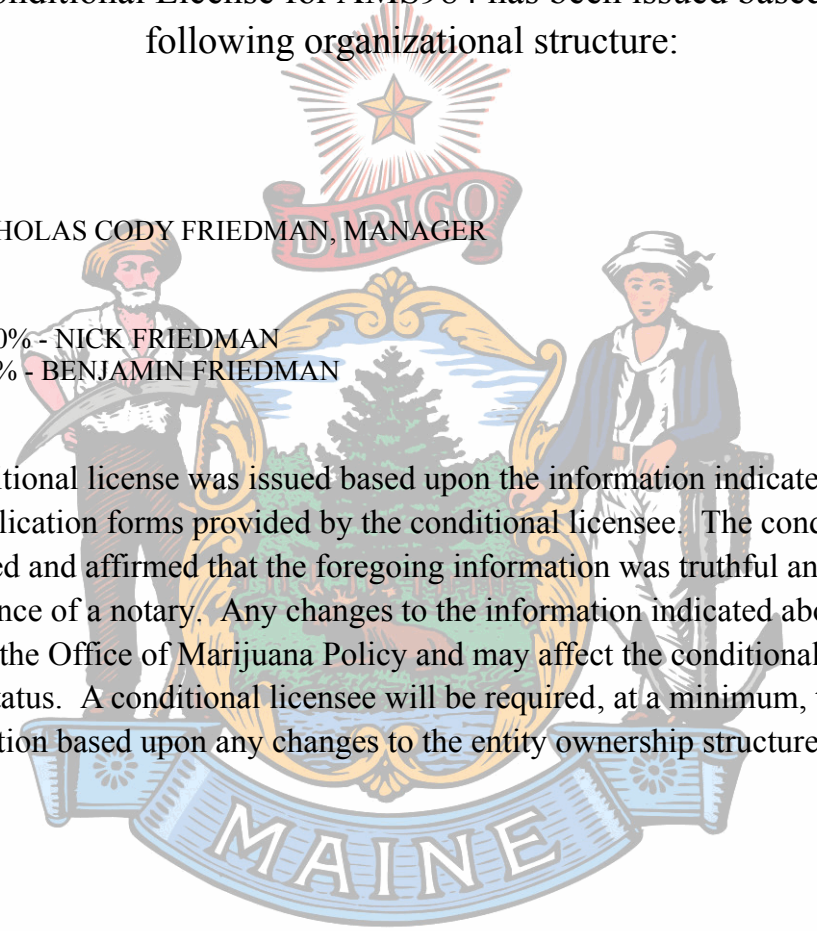 onditional License for AMS984 has been issued based
following organizational structure:
DIRIGO
HOLAS CODY FRIEDMAN, MANAGER
0% - NICK FRIEDMAN
% - BENJAMIN FRIEDMAN
itional license was issued based upon the information indicate
lication forms provided by the conditional licensee. The cond
ed and affirmed that the foregoing information was truthful an
nce of a notary. Any changes to the information indicated abo
the Office of Marijuana Policy and may affect the conditional
tatus. A conditional licensee will be required, at a minimum, t
tion based upon any changes to the entity ownership structure
MAINE